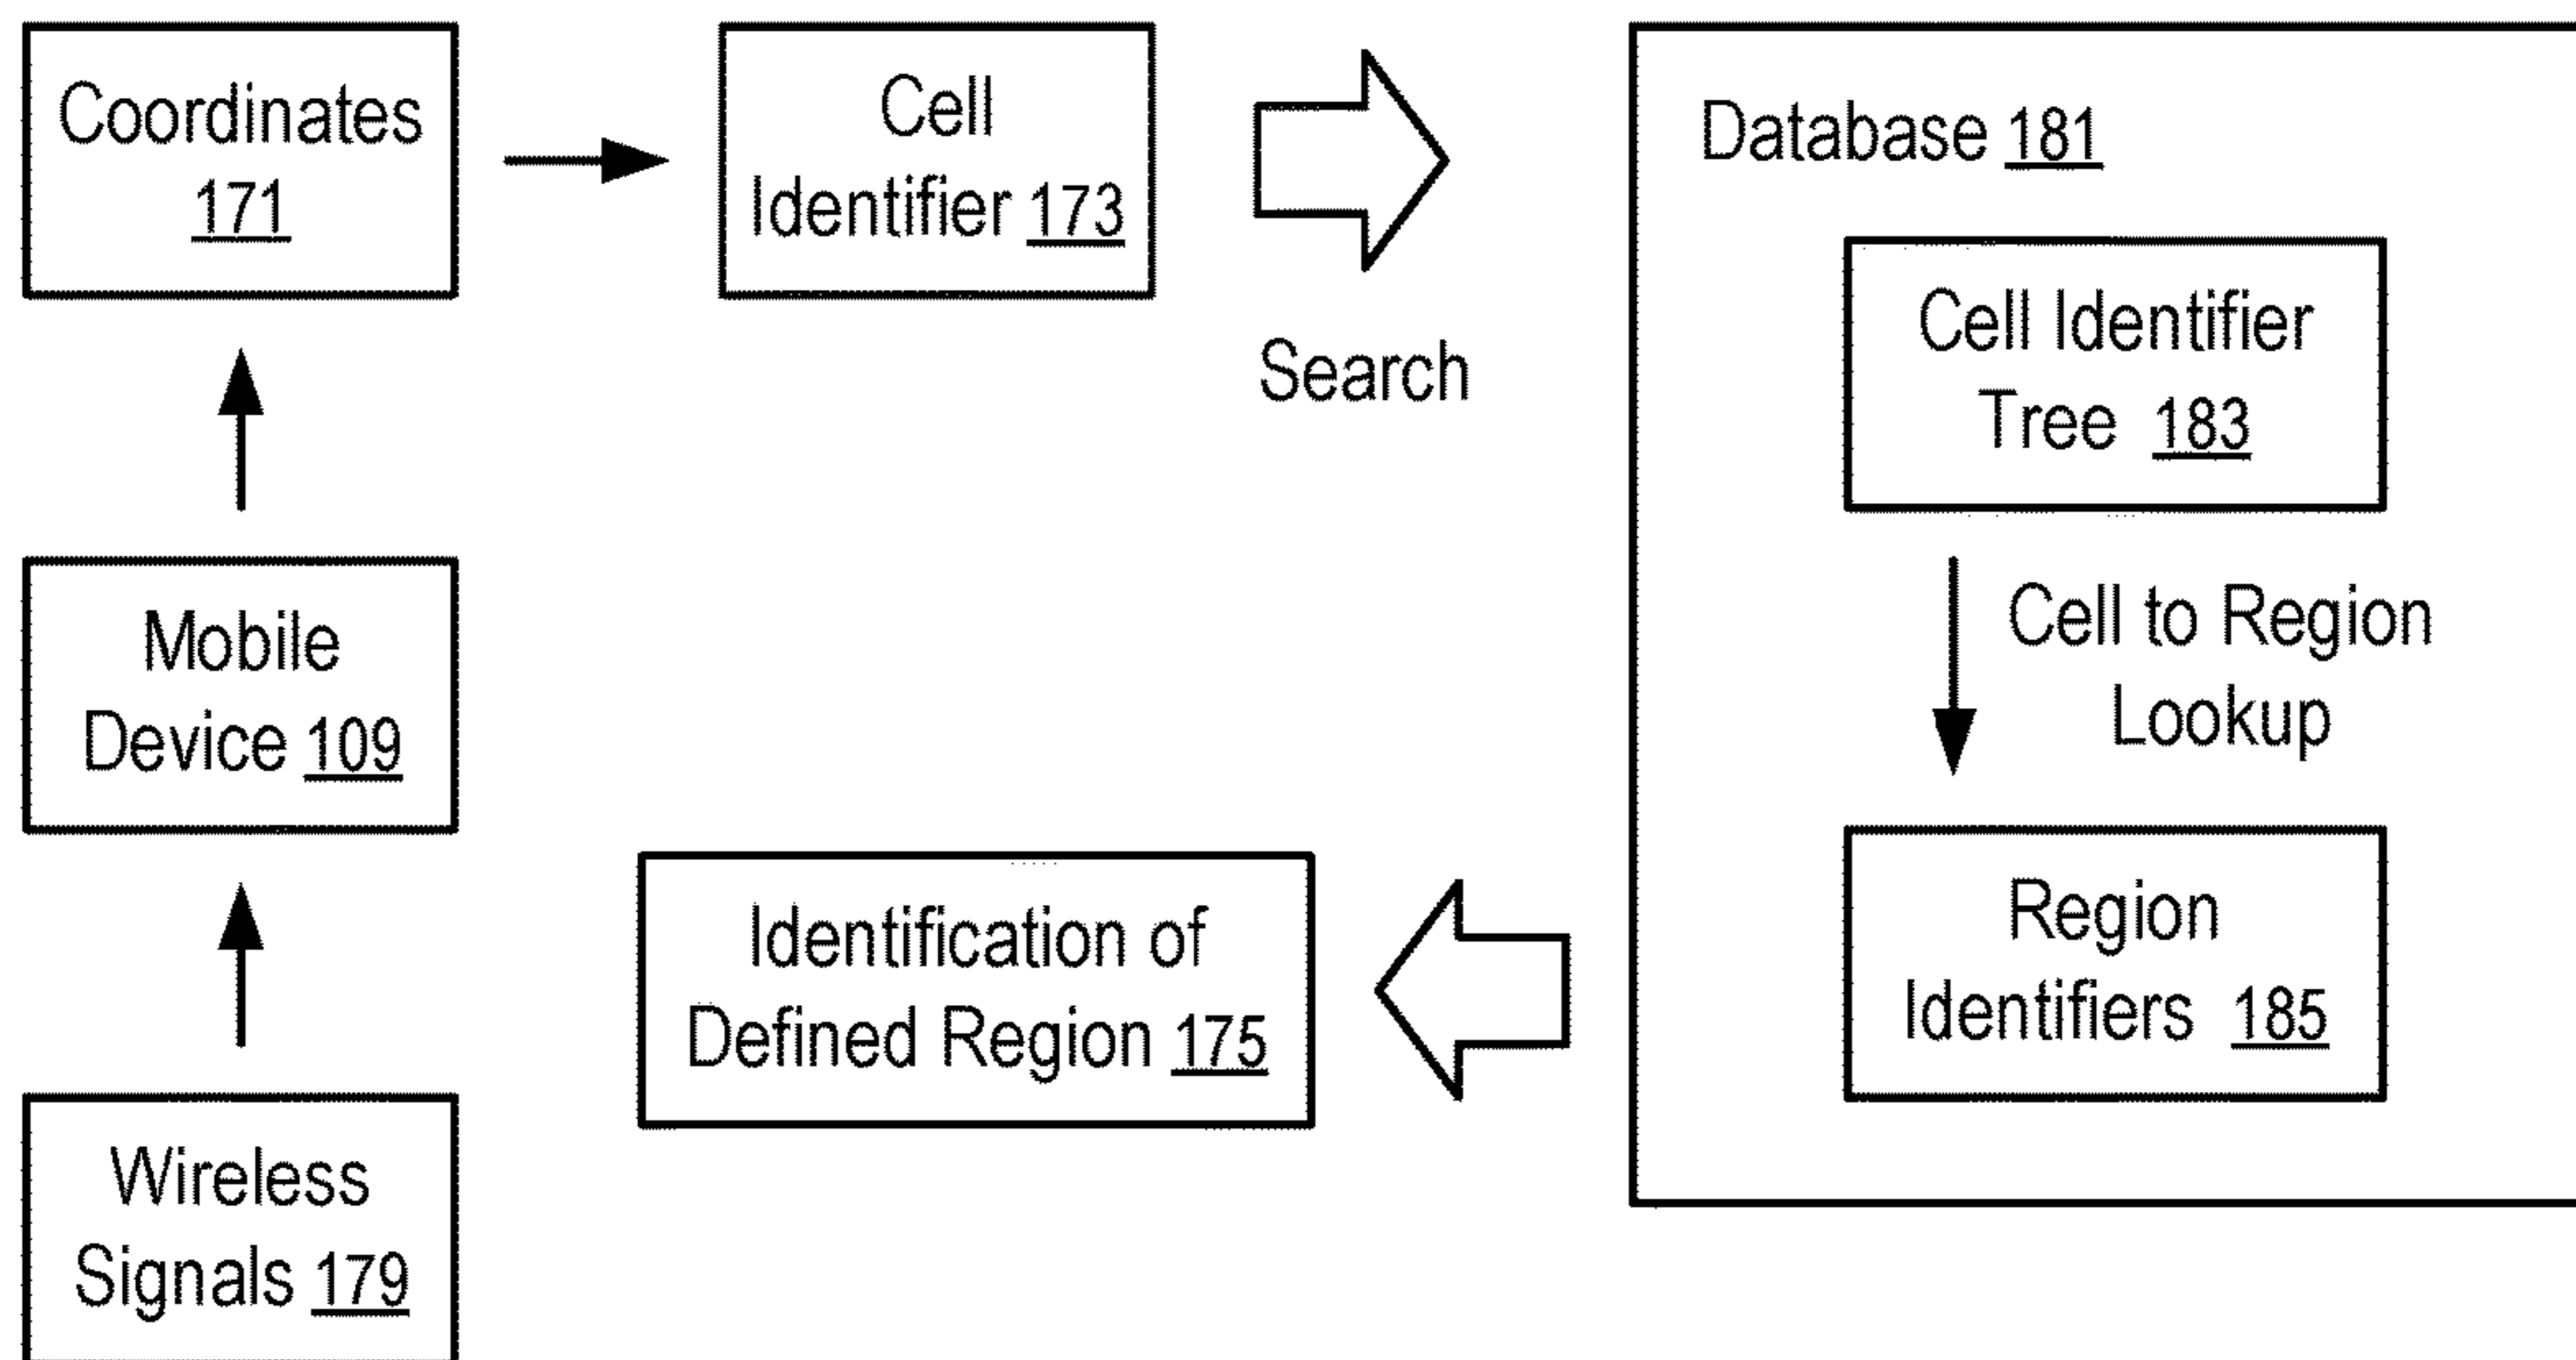 Coordinates
171
Cell
Identifier 173
Search
Database 181
Cell Identifier
Tree 183
Cell to Region
Lookup
Region
Identifiers 185
Mobile
Device 109
Identification of
Defined Region 175
Wireless
Signals 179